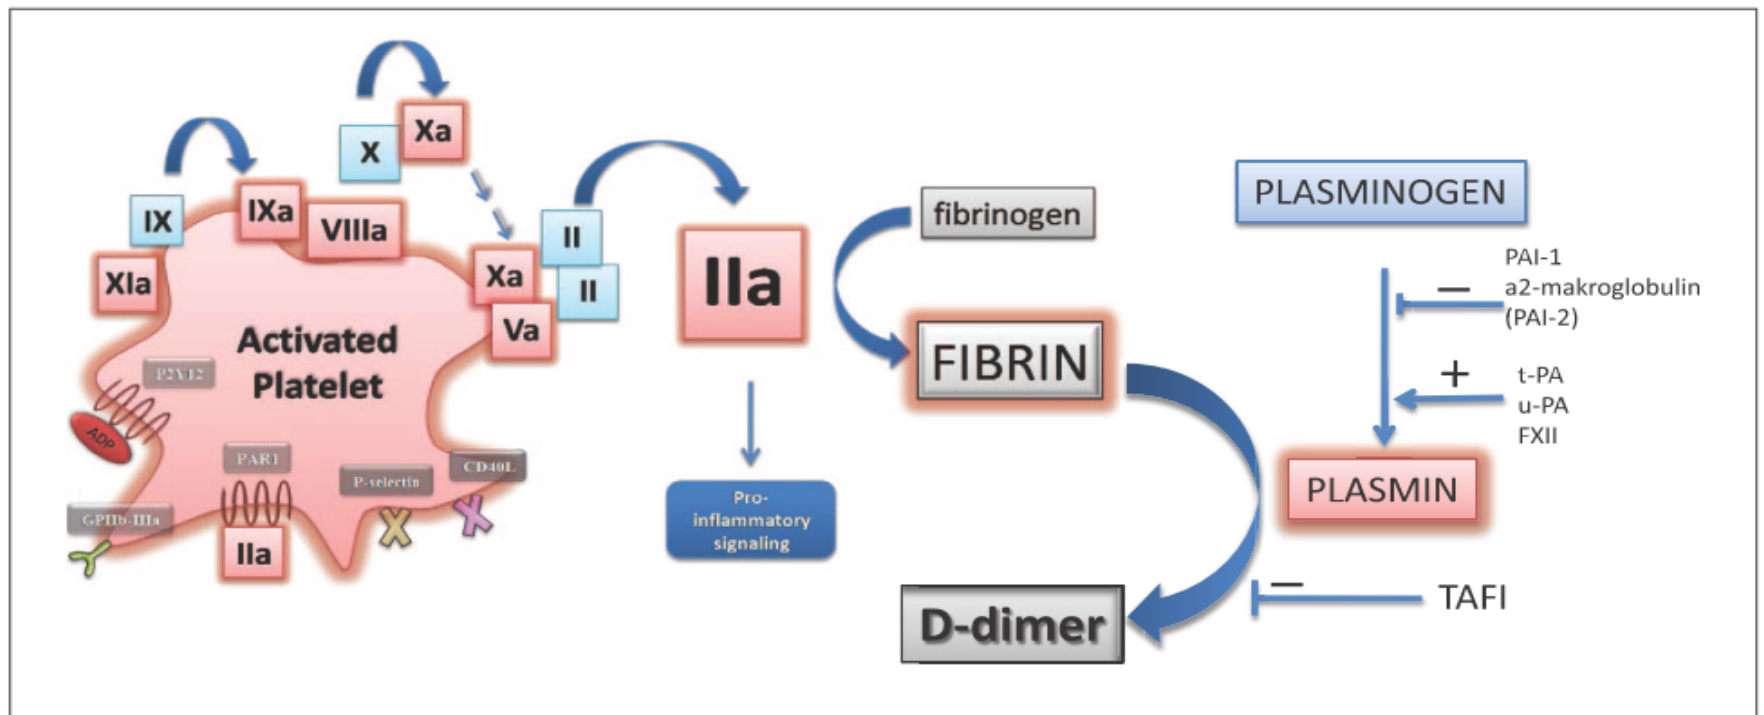 X
Xa
IX
IXa
VIIIa
XIa
Xa
II
II
Va
Activated
Platelet
P2Y12
ADP
PAR1
P-selectin
CD40L
GPIIb-IIIa
IIa
IIa
Pro-
inflammatory
signaling
fibrinogen
FIBRIN
D-dimer
PLASMINOGEN
PAI-1
a2-makroglobulin
(PAI-2)
−
+
t-PA
u-PA
FXII
PLASMIN
−
TAFI